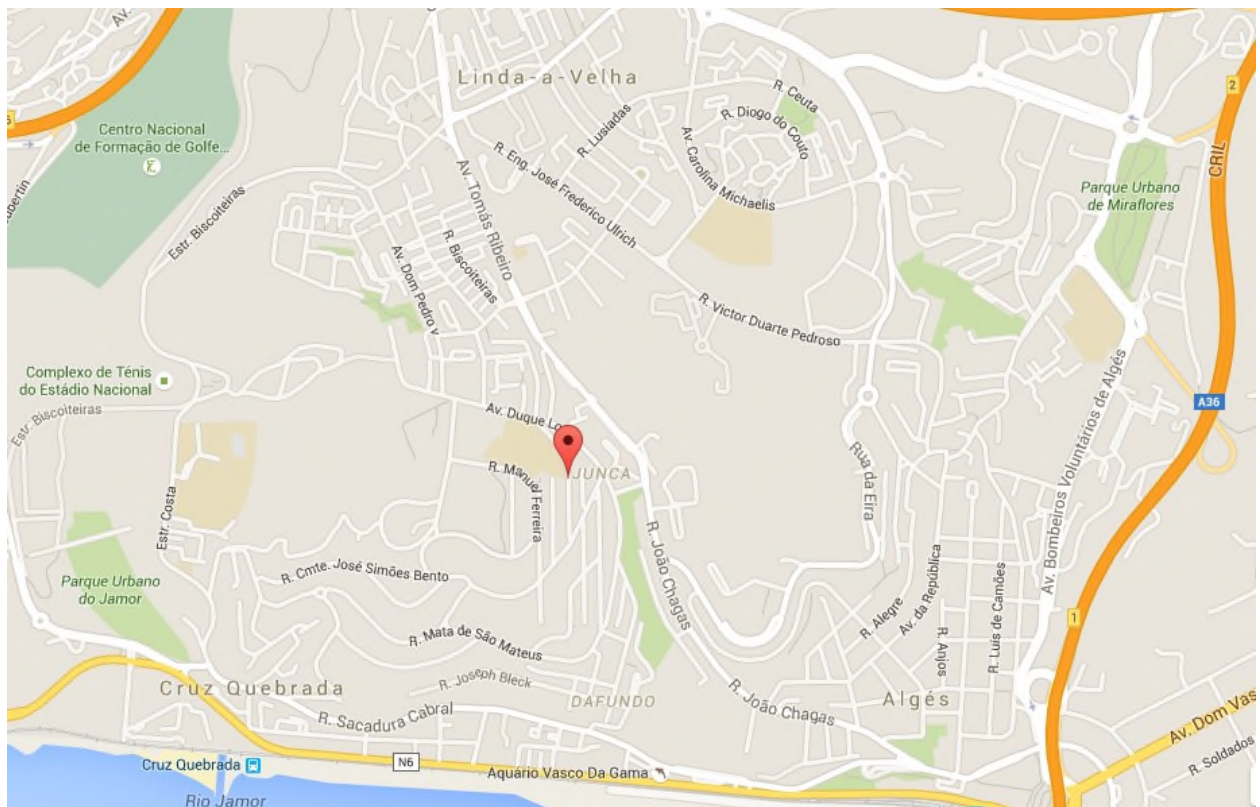 Av.
Linda-a-Velha
2
R. Ceuta
Centro Nacional
de Formação de Golfe...
R. Lusiadas
R. Diogo do Couto
CRIL
R. Eng. José Frederico Ulrich
Av. Carolina Michaelis
Parque Urbano
de Miraflores
Av. Tomás Ribeiro
Estr. Biscoiteiras
R. Biscoiteiras
Av. Dom Pedro V
R. Victor Duarte Pedroso
Complexo de Ténis
do Estádio Nacional
Estr. Biscoiteiras
A36
Av. Duque Lo
Av. Bombeiros Voluntários de Algés
JUNCA
R. Manuel Ferreira
Rua da Eira
Estr. Costa
R. João Chagas
R. Cmte. José Simões Bento
Parque Urbano
do Jamor
Av. da República
R. Luis de Camões
R. Alegre
1
R. Anjos
R. Mata de São Mateus
R. Joseph Bleck
Cruz Quebrada
DAFUNDO
R. João Chagas
Algés
R. Sacadura Cabral
Av. Dom Vas
R. Soldados
Cruz Quebrada
N6
Aquário Vasco Da Gama
Rio Jamor